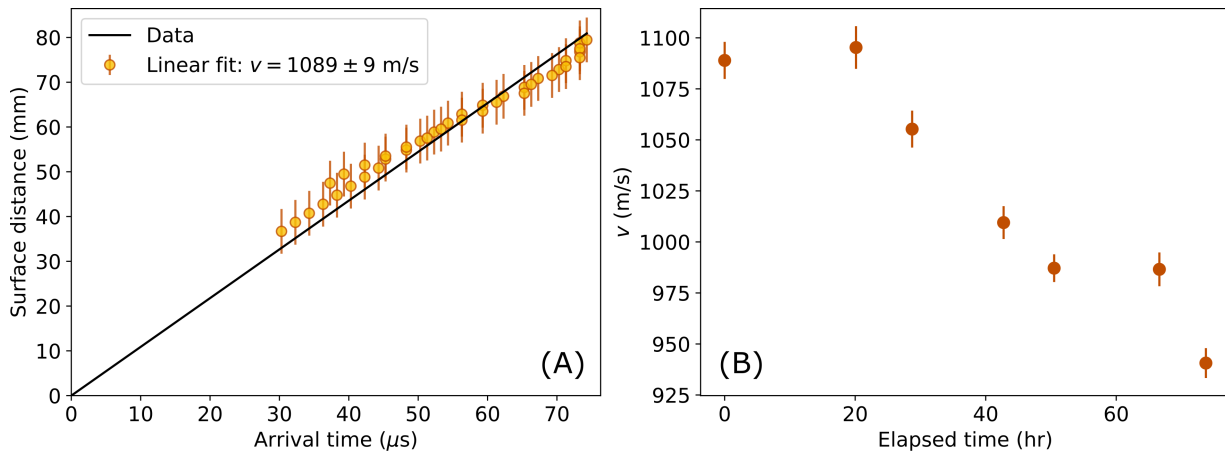 Data
Linear fit: v = 1089 ± 9 m/s
Surface distance (mm)
80
70
60
50
40
30
20
10
0
0 10 20 30 40 50 60 70
Arrival time (μs)
(A)
v (m/s)
1100
1075
1050
1025
1000
975
950
925
0 20 40 60
Elapsed time (hr)
(B)